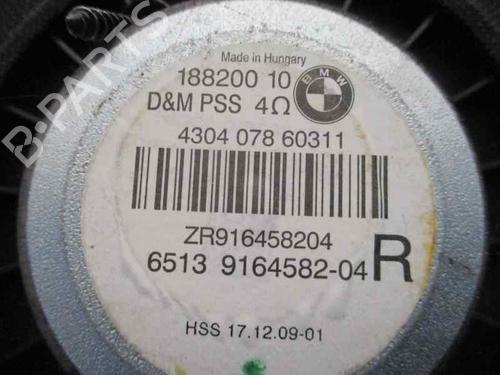 Made in Hungary
188200 10
D&M PSS 4Ω
BMW
4304 078 60311
ZR916458204
6513 9164582-04 R
HSS 17.12.09-01
B-PARTS